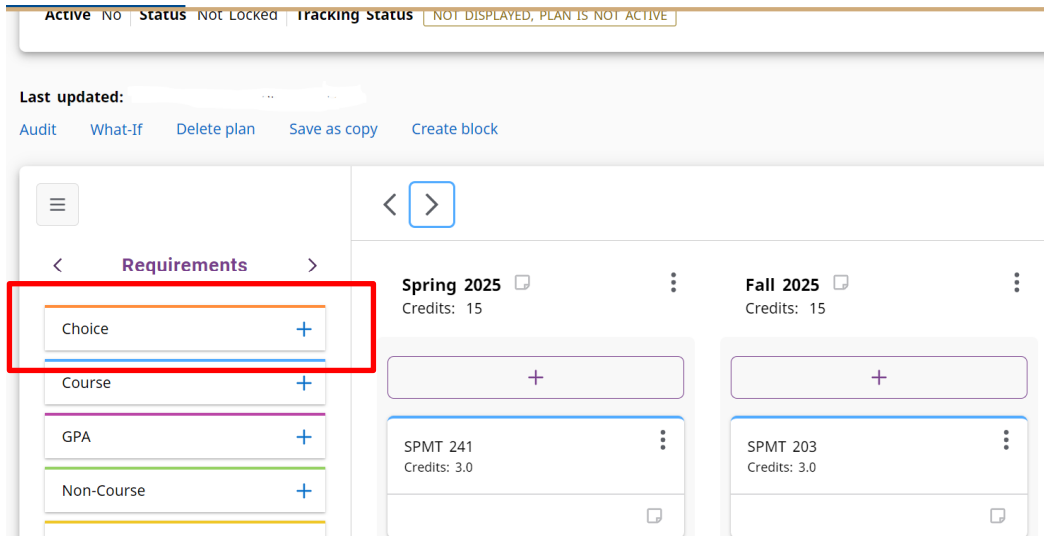 Active No Status Not Locked Tracking Status NOT DISPLAYED, PLAN IS NOT ACTIVE
Last updated:
Audit What-If Delete plan Save as copy Create block
Requirements
Choice
Course
GPA
Non-Course
Spring 2025
Credits: 15
SPMT 241
Credits: 3.0
Fall 2025
Credits: 15
SPMT 203
Credits: 3.0